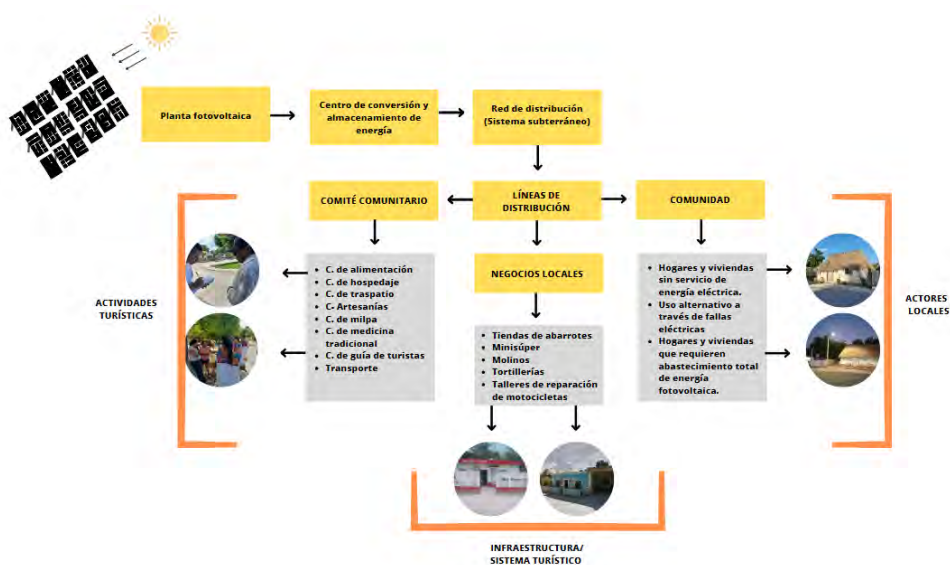 Planta fotovoltaica
Centro de conversión y
almacenamiento de
energía
Red de distribución
(Sistema subterráneo)
COMITÉ COMUNITARIO
LÍNEAS DE
DISTRIBUCIÓN
COMUNIDAD
ACTIVIDADES
TURÍSTICAS
• C. de alimentación
• C. de hospedaje
• C. de traspatio
• C- Artesanías
• C. de milpa
• C. de medicina
tradicional
• C. de guía de turistas
• Transporte
NEGOCIOS LOCALES
• Tiendas de abarrotes
• Minisúper
• Molinos
• Tortillerías
• Talleres de reparación
de motocicletas
• Hogares y viviendas
sin servicio de
energía eléctrica.
• Uso alternativo a
través de fallas
eléctricas
• Hogares y viviendas
que requieren
abastecimiento total
de energía
fotovoltaica.
ACTORES
LOCALES
INFRAESTRUCTURA/
SISTEMA TURÍSTICO